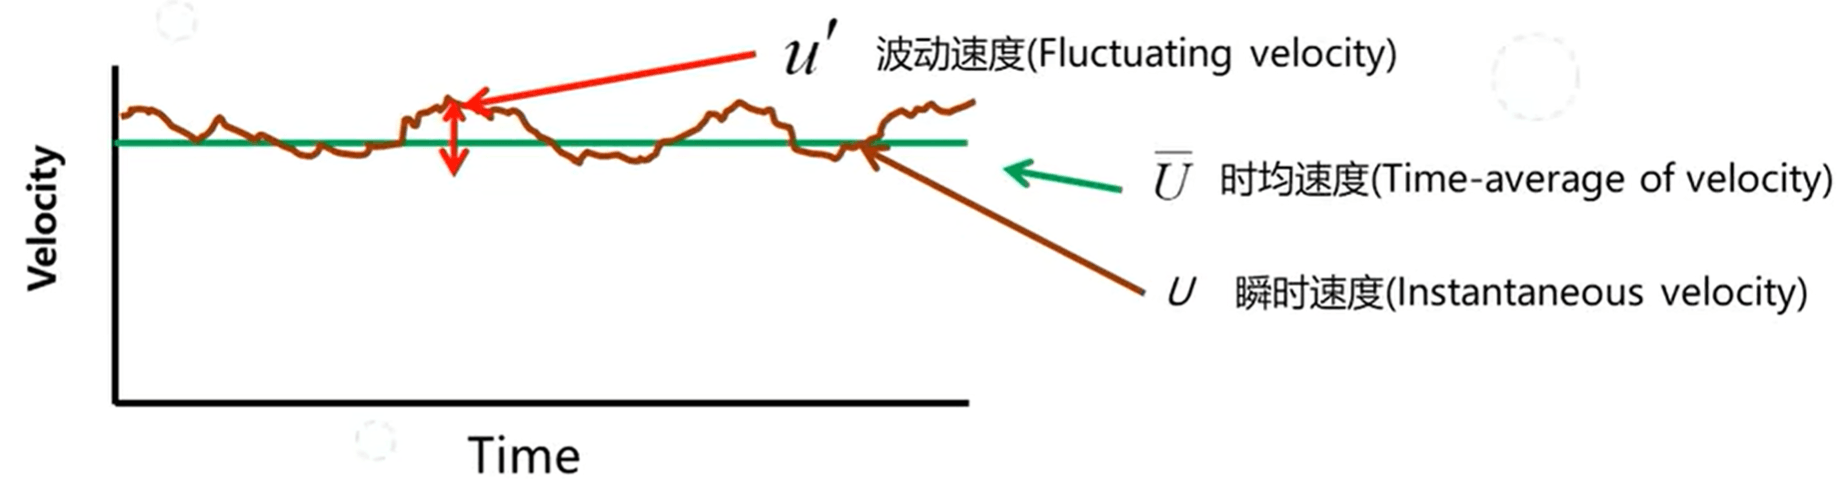 u′ 波动速度(Fluctuating velocity)
Velocity
U̅ 时均速度(Time-average of velocity)
U 瞬时速度(Instantaneous velocity)
Time